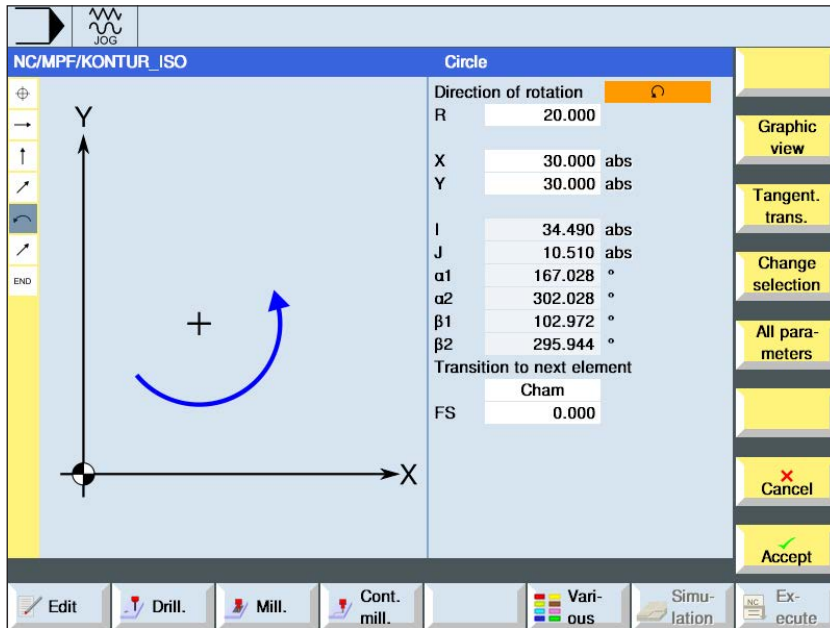 JOG
NC/MPF/KONTUR_ISO
Circle
Direction of rotation
R 20.000
X 30.000 abs
Y 30.000 abs
I 34.490 abs
J 10.510 abs
α1 167.028 °
α2 302.028 °
β1 102.972 °
β2 295.944 °
Transition to next element
Cham
FS 0.000
END
Y
X
Graphic
view
Tangent.
trans.
Change
selection
All para-
meters
Cancel
Accept
Edit
Drill.
Mill.
Cont.
mill.
Vari-
ous
Simu-
lation
NC
Ex-
ecute